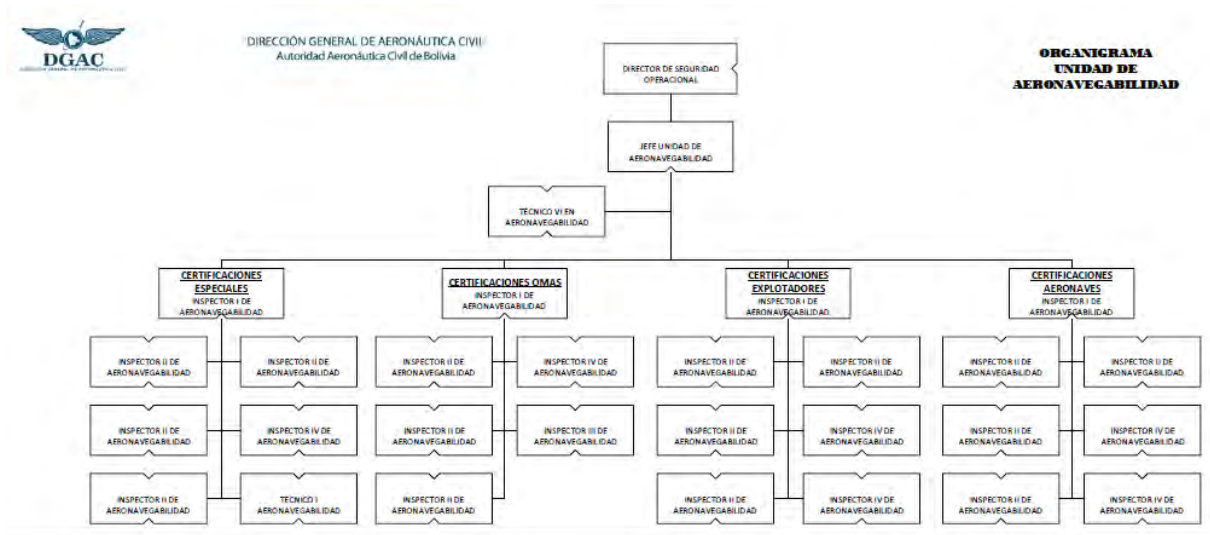 DGAC
DIRECCIÓN GENERAL DE AERONÁUTICA CIVIL
Autoridad Aeronáutica Civil de Bolivia
ORGANIGRAMA
UNIDAD DE
AERONAVEGABILIDAD
DIRECTOR DE SEGURIDAD
OPERACIONAL
JEFE UNIDAD DE
AERONAVEGABILIDAD
TÉCNICO VI EN
AERONAVEGABILIDAD
CERTIFICACIONES
ESPECIALES
INSPECTOR I DE
AERONAVEGABILIDAD
INSPECTOR II DE
AERONAVEGABILIDAD
INSPECTOR II DE
AERONAVEGABILIDAD
INSPECTOR II DE
AERONAVEGABILIDAD
INSPECTOR IV DE
AERONAVEGABILIDAD
INSPECTOR II DE
AERONAVEGABILIDAD
TÉCNICO I
AERONAVEGABILIDAD
CERTIFICACIONES OMAS
INSPECTOR I DE
AERONAVEGABILIDAD
INSPECTOR II DE
AERONAVEGABILIDAD
INSPECTOR IV DE
AERONAVEGABILIDAD
INSPECTOR II DE
AERONAVEGABILIDAD
INSPECTOR III DE
AERONAVEGABILIDAD
INSPECTOR II DE
AERONAVEGABILIDAD
CERTIFICACIONES
EXPLOTADORES
INSPECTOR I DE
AERONAVEGABILIDAD
INSPECTOR II DE
AERONAVEGABILIDAD
INSPECTOR II DE
AERONAVEGABILIDAD
INSPECTOR II DE
AERONAVEGABILIDAD
INSPECTOR IV DE
AERONAVEGABILIDAD
INSPECTOR II DE
AERONAVEGABILIDAD
INSPECTOR IV DE
AERONAVEGABILIDAD
CERTIFICACIONES
AERONAVES
INSPECTOR I DE
AERONAVEGABILIDAD
INSPECTOR II DE
AERONAVEGABILIDAD
INSPECTOR II DE
AERONAVEGABILIDAD
INSPECTOR II DE
AERONAVEGABILIDAD
INSPECTOR IV DE
AERONAVEGABILIDAD
INSPECTOR II DE
AERONAVEGABILIDAD
INSPECTOR IV DE
AERONAVEGABILIDAD